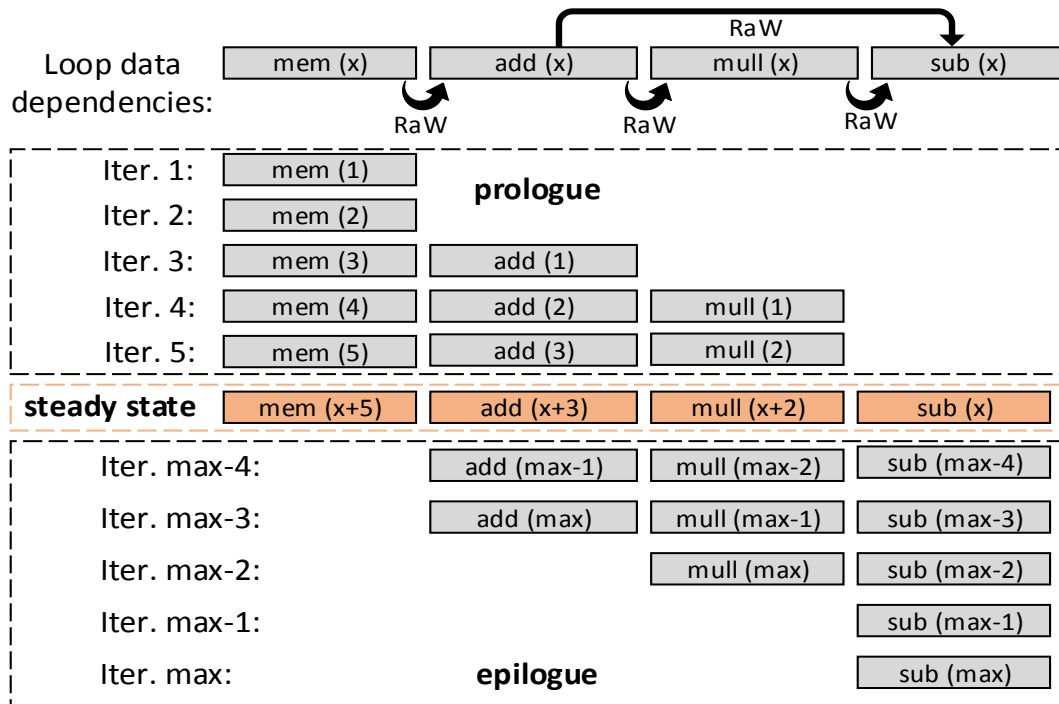 RaW
Loop data dependencies:
mem (x) add (x) mull (x) sub (x)
RaW RaW RaW
Iter. 1: mem (1)
prologue
Iter. 2: mem (2)
Iter. 3: mem (3) add (1)
Iter. 4: mem (4) add (2) mull (1)
Iter. 5: mem (5) add (3) mull (2)
steady state mem (x+5) add (x+3) mull (x+2) sub (x)
Iter. max-4: add (max-1) mull (max-2) sub (max-4)
Iter. max-3: add (max) mull (max-1) sub (max-3)
Iter. max-2: mull (max) sub (max-2)
Iter. max-1: sub (max-1)
Iter. max: epilogue sub (max)